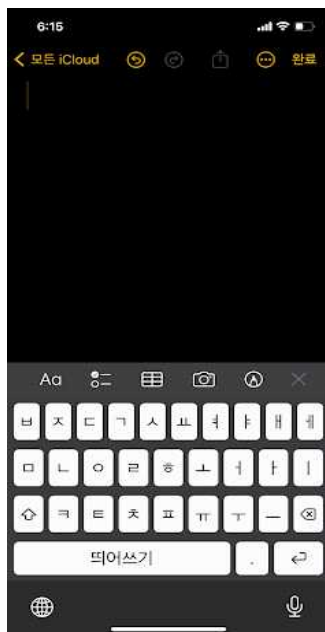 6:15
모든 iCloud 완료
Aa
ㅂ ㅈ ㄷ ㄱ ㅅ ㅛ ㅕ ㅑ ㅐ ㅔ
ㅁ ㄴ ㅇ ㄹ ㅎ ㅗ ㅓ ㅏ ㅣ
ㅋ ㅌ ㅊ ㅍ ㅠ ㅜ ㅡ
띄어쓰기 .